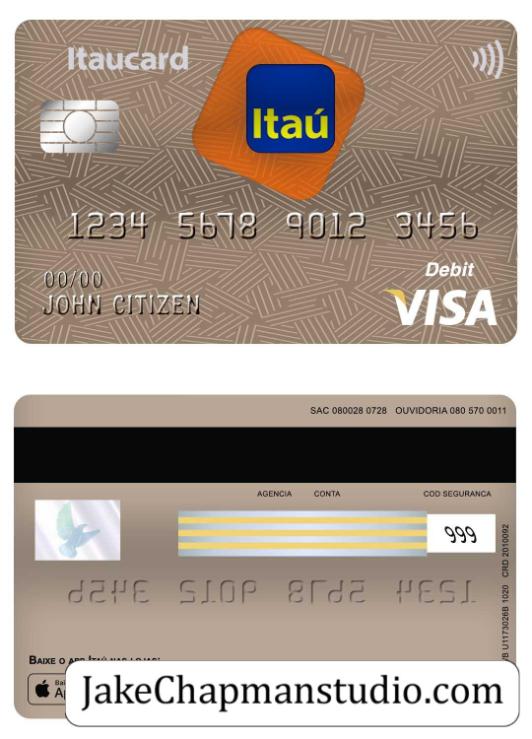 Itaucard
Itaú
1234 5678 9012 3456
Debit
00/00
VISA
JOHN CITIZEN
SAC 080028 0728 OUVIDORIA 080 570 0011
AGENCIA CONTA COD SEGURANCA
999
U1173026B 1020 CRD 2010092
BAIXE O APP ITAÚ NAS LOJAS:
JakeChapmanstudio.com